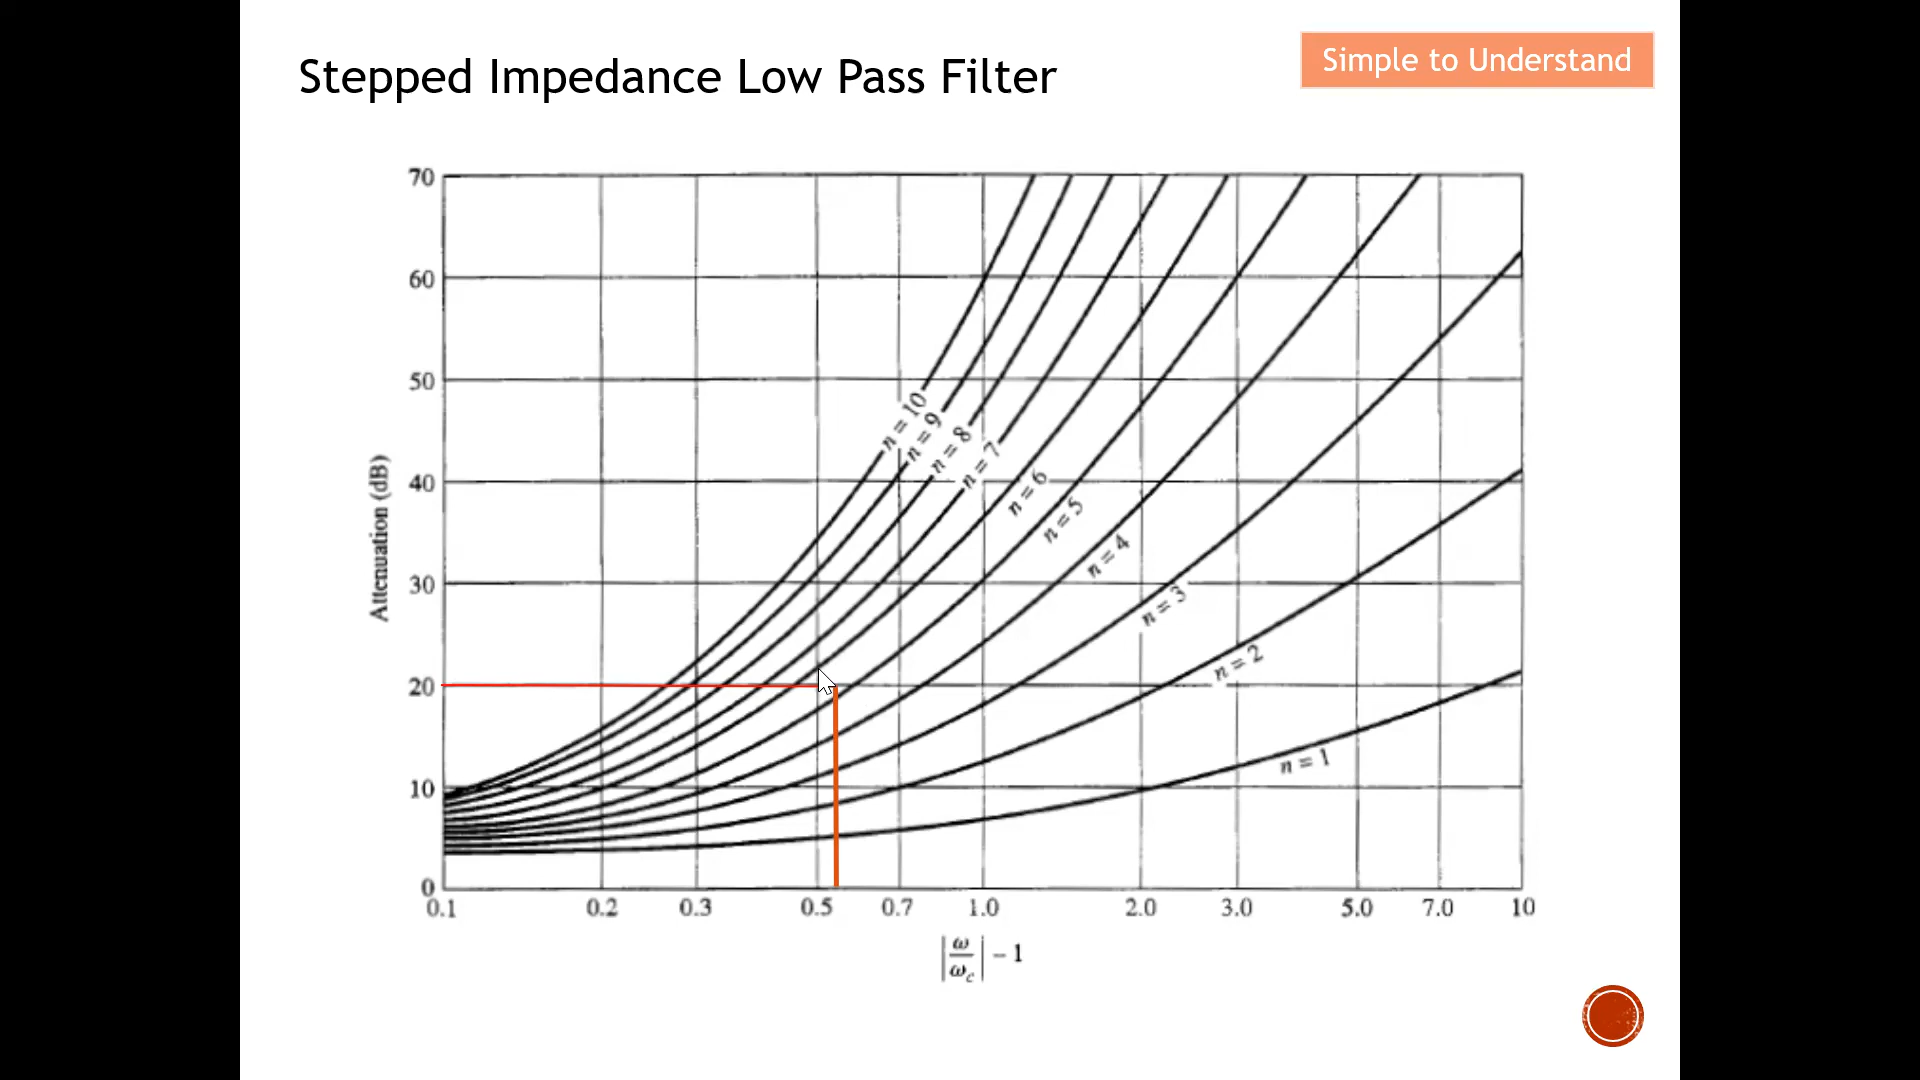 Stepped Impedance Low Pass Filter
Simple to Understand
70
60
50
40
30
20
10
0
Attenuation (dB)
n = 10
n = 9
n = 8
n = 7
n = 6
n = 5
n = 4
n = 3
n = 2
n = 1
0.1 0.2 0.3 0.5 0.7 1.0 2.0 3.0 5.0 7.0 10
|ω/ωc| − 1